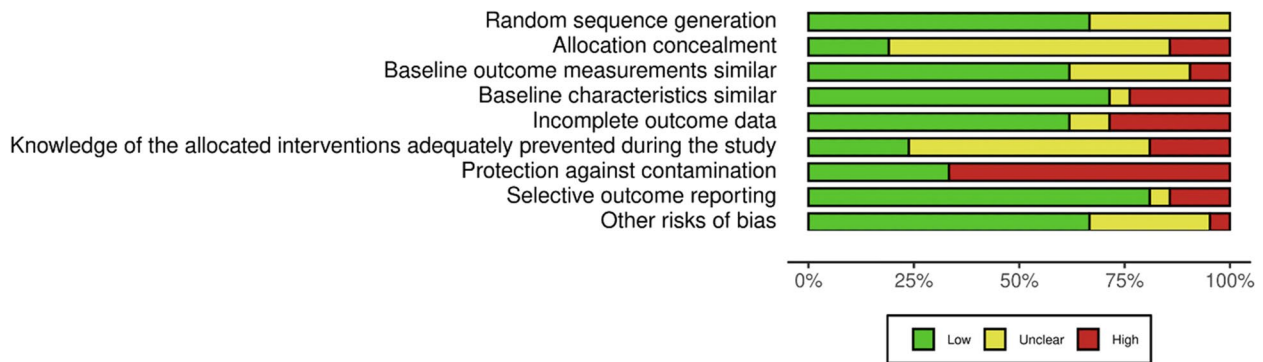 Random sequence generation
Allocation concealment
Baseline outcome measurements similar
Baseline characteristics similar
Incomplete outcome data
Knowledge of the allocated interventions adequately prevented during the study
Protection against contamination
Selective outcome reporting
Other risks of bias
0% 25% 50% 75% 100%
Low Unclear High